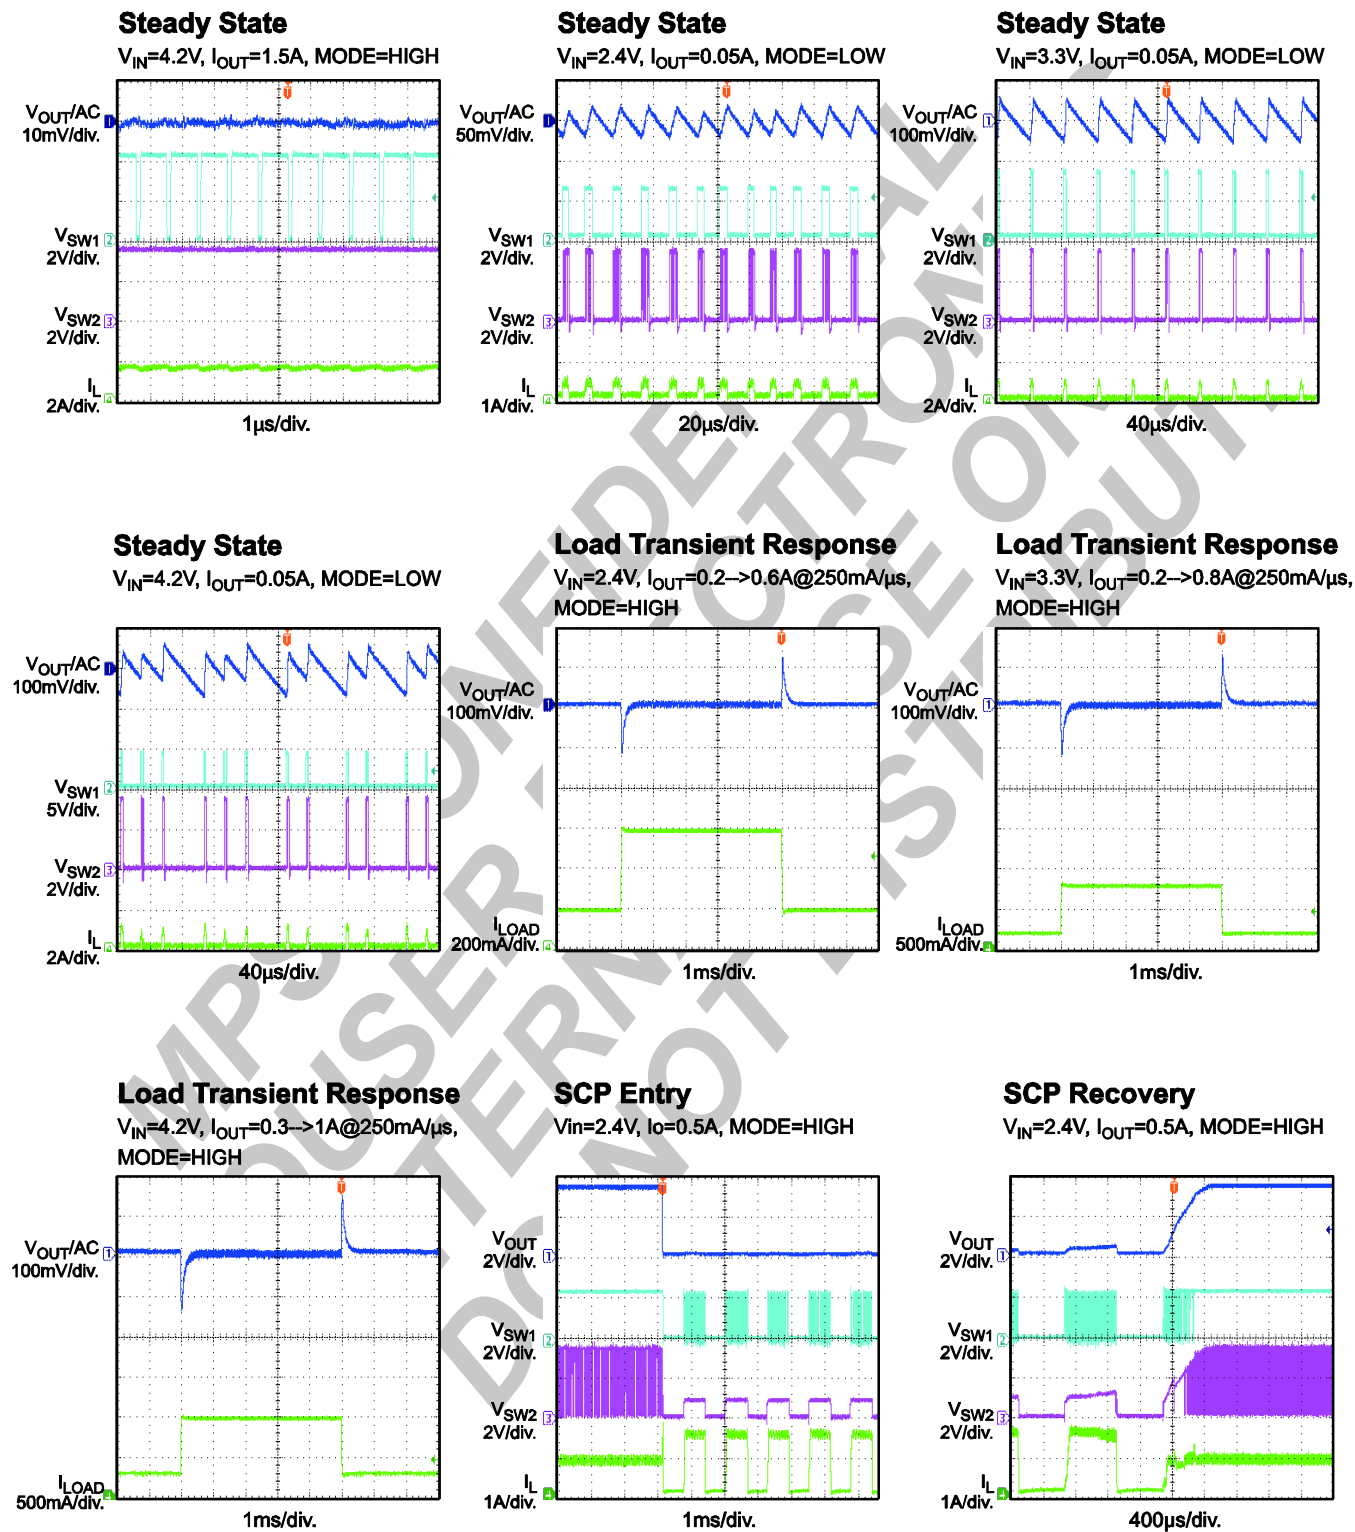 Steady State
VIN=4.2V, IOUT=1.5A, MODE=HIGH
VOUT/AC
10mV/div.
VSW1
2V/div.
VSW2
2V/div.
IL
2A/div.
1µs/div.
Steady State
VIN=2.4V, IOUT=0.05A, MODE=LOW
VOUT/AC
50mV/div.
VSW1
2V/div.
VSW2
2V/div.
IL
1A/div.
20µs/div.
Steady State
VIN=3.3V, IOUT=0.05A, MODE=LOW
VOUT/AC
100mV/div.
VSW1
2V/div.
VSW2
2V/div.
IL
2A/div.
40µs/div.
Steady State
VIN=4.2V, IOUT=0.05A, MODE=LOW
VOUT/AC
100mV/div.
VSW1
5V/div.
VSW2
2V/div.
IL
2A/div.
40µs/div.
Load Transient Response
VIN=2.4V, IOUT=0.2-->0.6A@250mA/µs,
MODE=HIGH
VOUT/AC
100mV/div.
ILOAD
200mA/div.
1ms/div.
Load Transient Response
VIN=3.3V, IOUT=0.2-->0.8A@250mA/µs,
MODE=HIGH
VOUT/AC
100mV/div.
ILOAD
500mA/div.
1ms/div.
Load Transient Response
VIN=4.2V, IOUT=0.3-->1A@250mA/µs,
MODE=HIGH
VOUT/AC
100mV/div.
ILOAD
500mA/div.
1ms/div.
SCP Entry
Vin=2.4V, Io=0.5A, MODE=HIGH
VOUT
2V/div.
VSW1
2V/div.
VSW2
2V/div.
IL
1A/div.
1ms/div.
SCP Recovery
VIN=2.4V, IOUT=0.5A, MODE=HIGH
VOUT
2V/div.
VSW1
2V/div.
VSW2
2V/div.
IL
1A/div.
400µs/div.